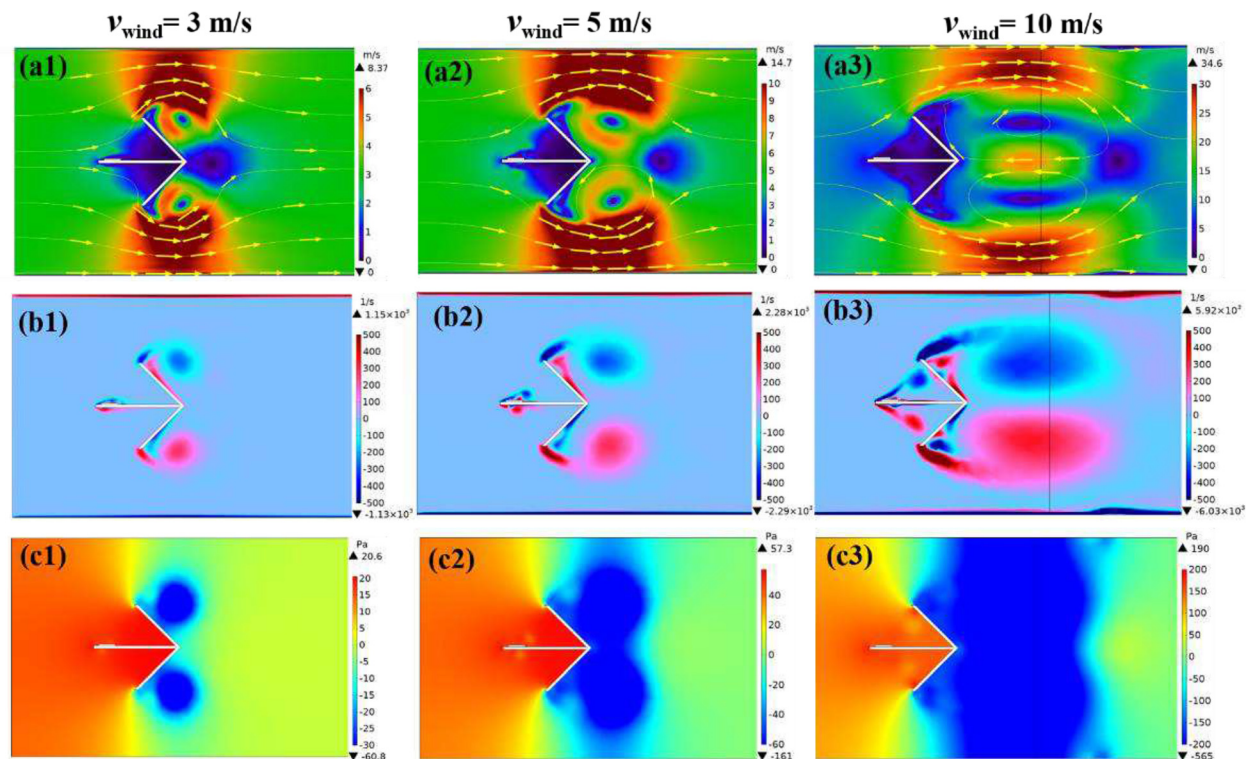 v_wind= 3 m/s v_wind= 5 m/s v_wind= 10 m/s
(a1) m/s ▲ 8.37 6 5 4 3 2 1 0 ▼ 0
(a2) m/s ▲ 14.7 10 9 8 7 6 5 4 3 2 1 0 ▼ 0
(a3) m/s ▲ 34.6 30 25 20 15 10 5 0 ▼ 0
(b1) 1/s ▲ 1.15×10³ 500 400 300 200 100 0 -100 -200 -300 -400 -500 ▼ -1.13×10³
(b2) 1/s ▲ 2.28×10³ 500 400 300 200 100 0 -100 -200 -300 -400 -500 ▼ -2.29×10³
(b3) 1/s ▲ 5.92×10³ 500 400 300 200 100 0 -100 -200 -300 -400 -500 ▼ -6.03×10³
(c1) Pa ▲ 20.6 20 15 10 5 0 -5 -10 -15 -20 -25 -30 ▼ -60.8
(c2) Pa ▲ 57.3 40 20 0 -20 -40 -60 ▼ -161
(c3) Pa ▲ 190 200 150 100 50 0 -50 -100 -150 -200 ▼ -565